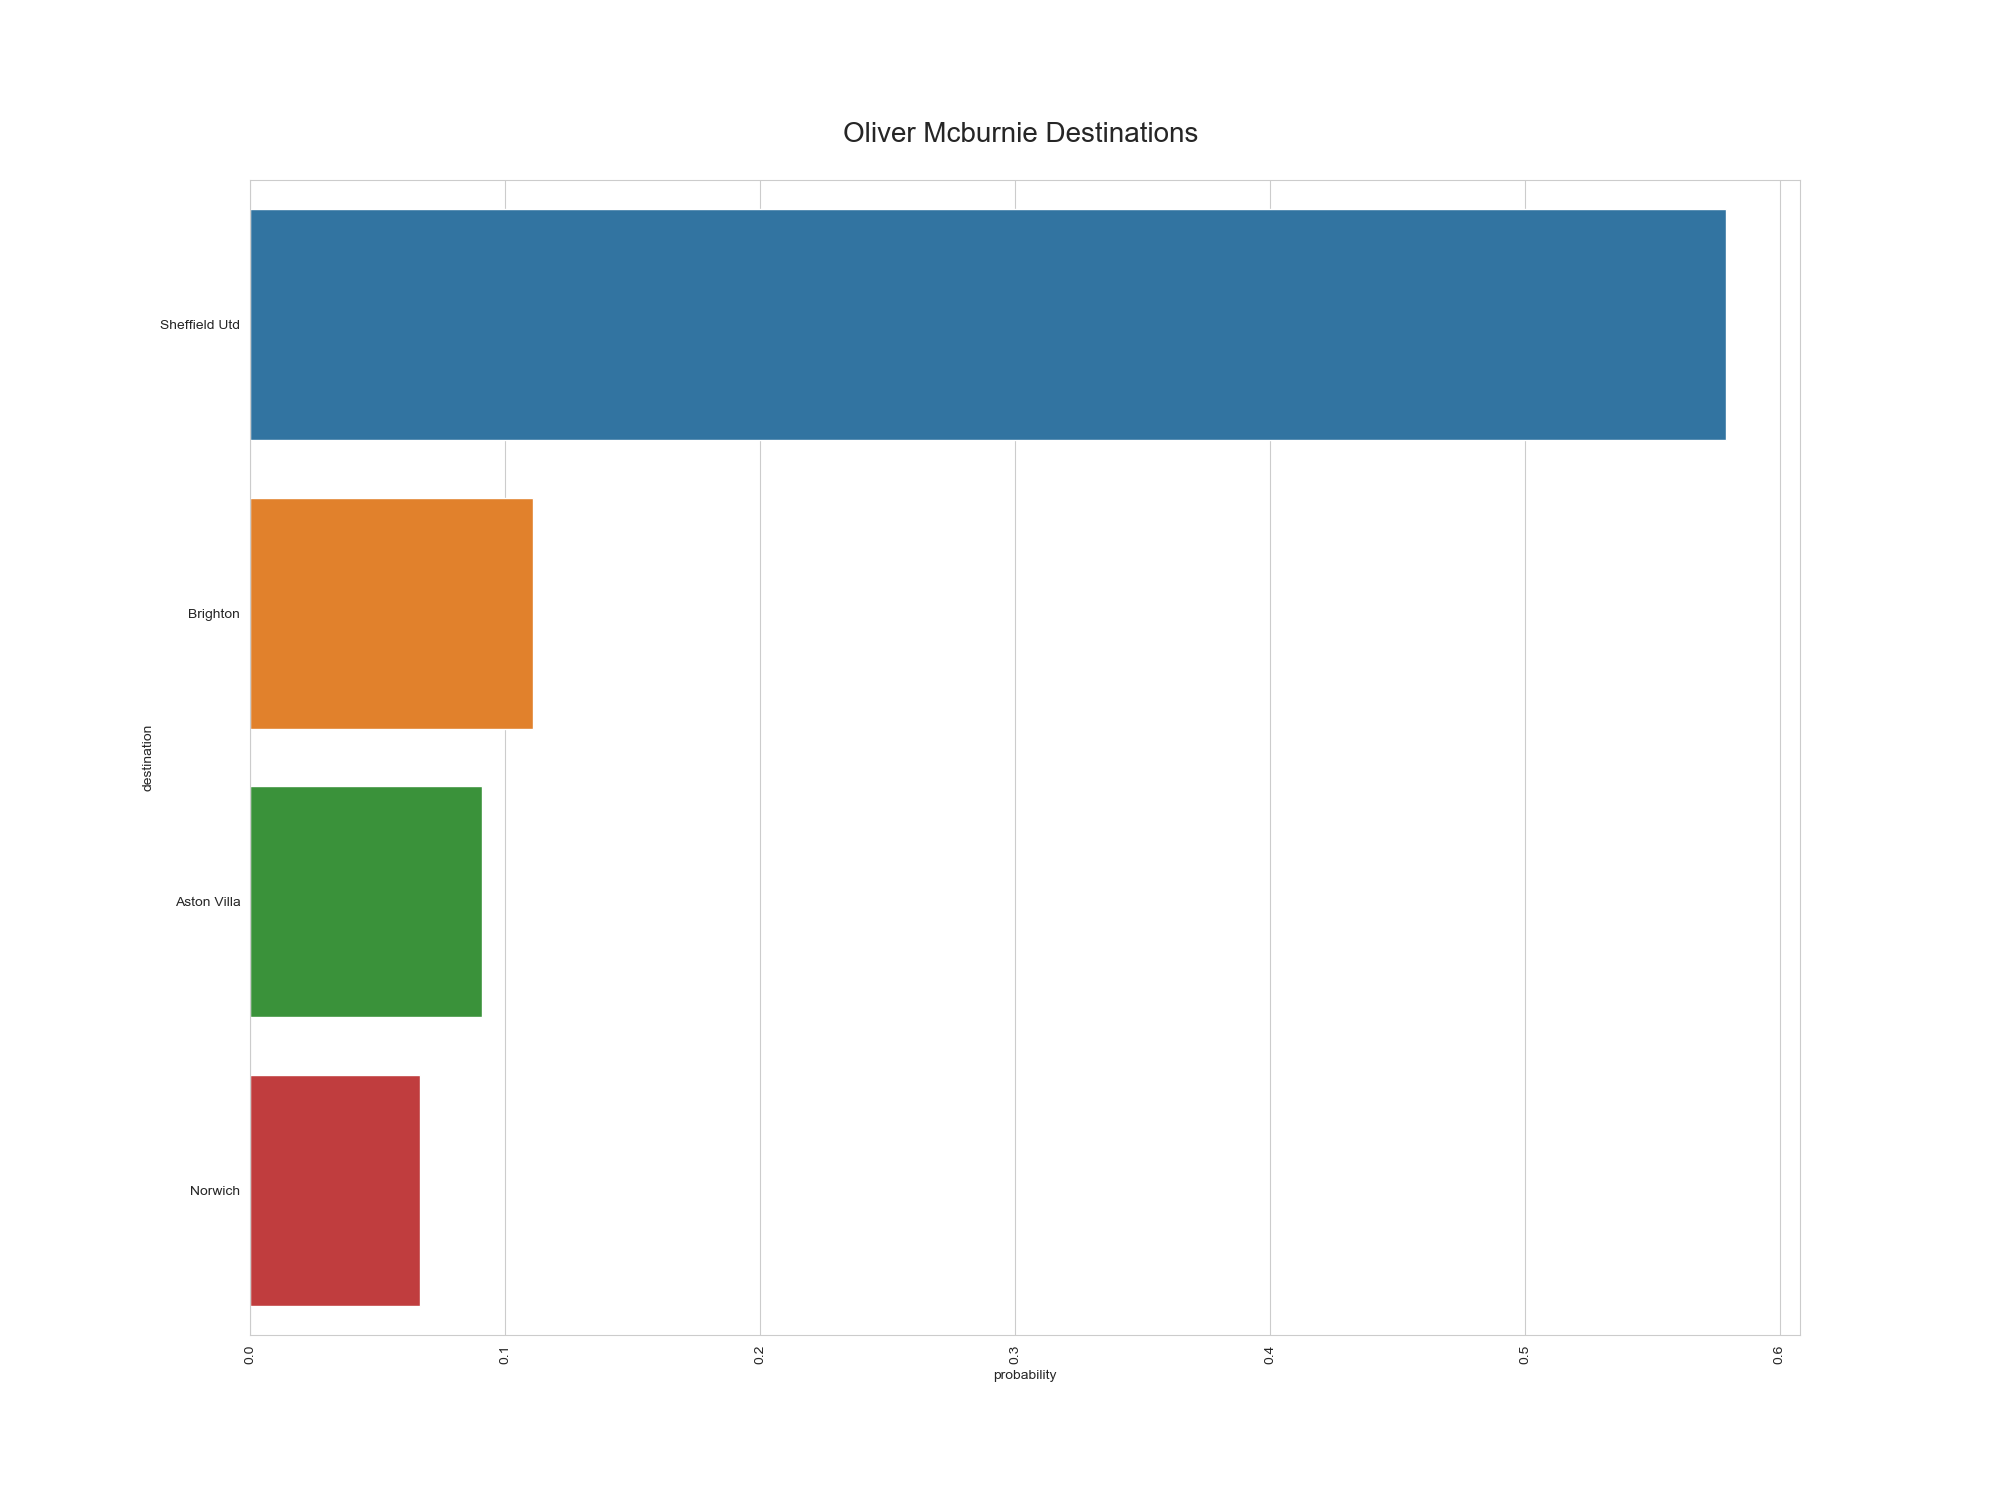 Oliver Mcburnie Destinations
Sheffield Utd
Brighton
Aston Villa
Norwich
destination
0.0 0.1 0.2 0.3 0.4 0.5 0.6
probability